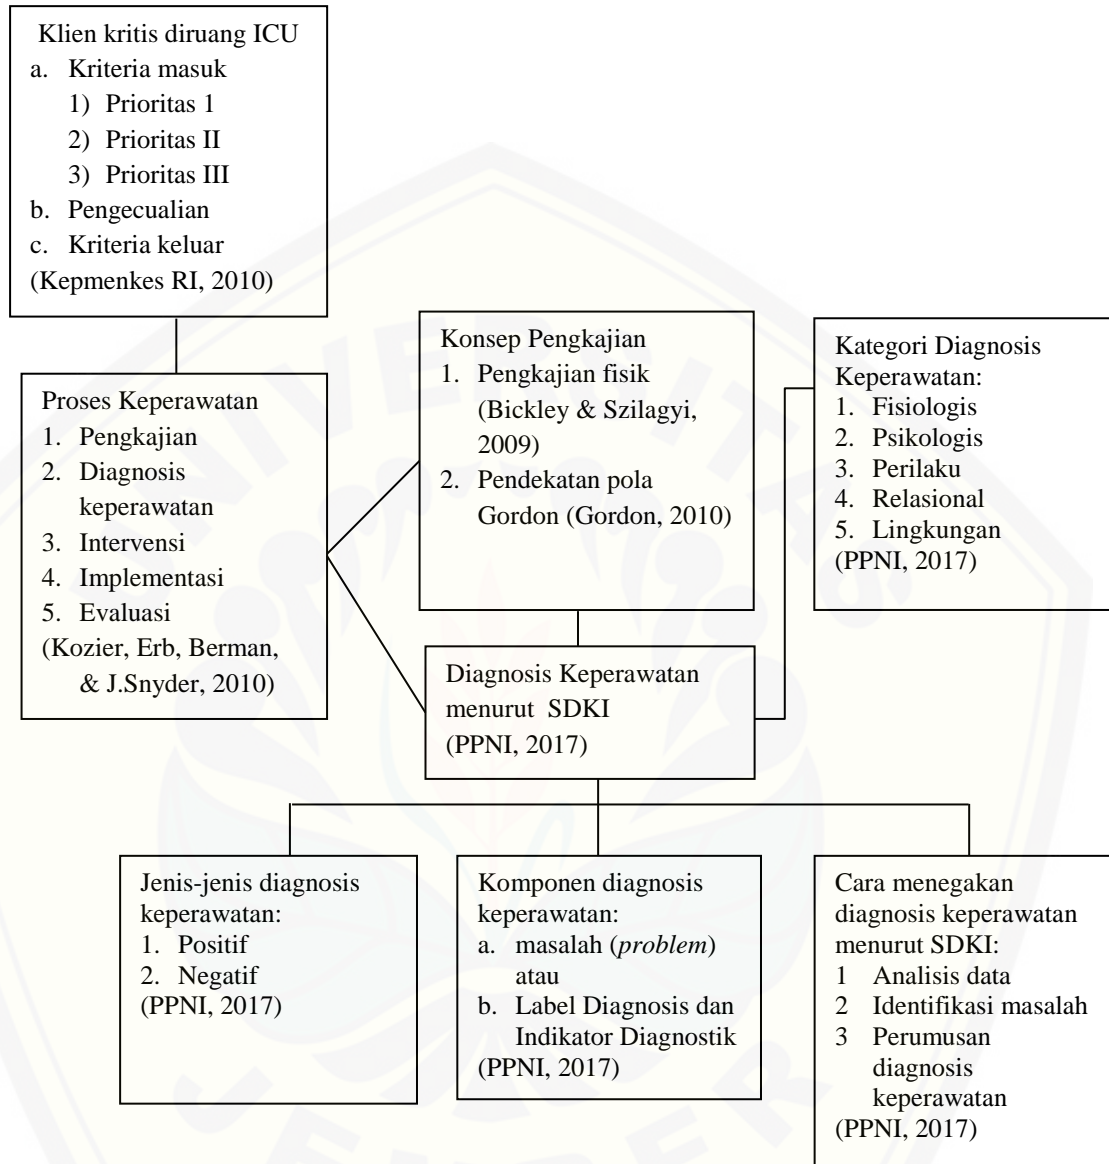 Klien kritis diruang ICU
a. Kriteria masuk
1) Prioritas 1
2) Prioritas II
3) Prioritas III
b. Pengecualian
c. Kriteria keluar
(Kepmenkes RI, 2010)
Proses Keperawatan
1. Pengkajian
2. Diagnosis
keperawatan
3. Intervensi
4. Implementasi
5. Evaluasi
(Kozier, Erb, Berman,
& J.Snyder, 2010)
Konsep Pengkajian
1. Pengkajian fisik
(Bickley & Szilagyi,
2009)
2. Pendekatan pola
Gordon (Gordon, 2010)
Kategori Diagnosis
Keperawatan:
1. Fisiologis
2. Psikologis
3. Perilaku
4. Relasional
5. Lingkungan
(PPNI, 2017)
Diagnosis Keperawatan
menurut SDKI
(PPNI, 2017)
Jenis-jenis diagnosis
keperawatan:
1. Positif
2. Negatif
(PPNI, 2017)
Komponen diagnosis
keperawatan:
a. masalah (problem)
atau
b. Label Diagnosis dan
Indikator Diagnostik
(PPNI, 2017)
Cara menegakan
diagnosis keperawatan
menurut SDKI:
1 Analisis data
2 Identifikasi masalah
3 Perumusan
diagnosis
keperawatan
(PPNI, 2017)
UNIVERSITAS
JEMBER